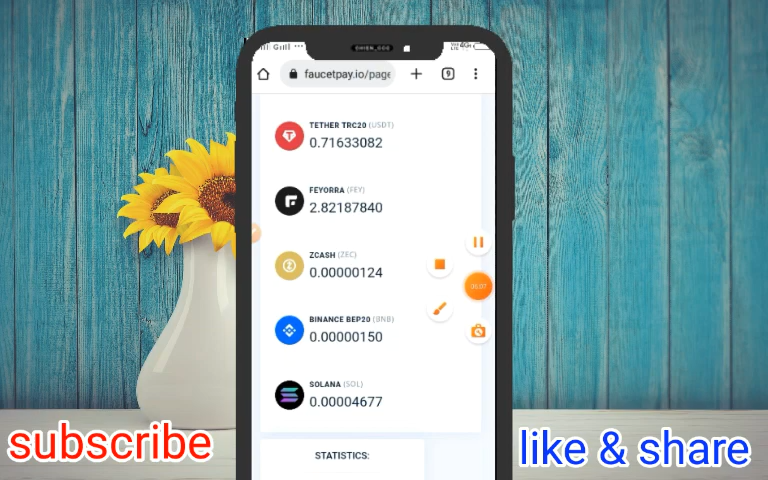 faucetpay.io/page
9
TETHER TRC20 (USDT)
0.71633082
FEYORRA (FEY)
2.82187840
ZCASH (ZEC)
0.00000124
BINANCE BEP20 (BNB)
0.00000150
SOLANA (SOL)
0.00004677
STATISTICS:
subscribe
like & share